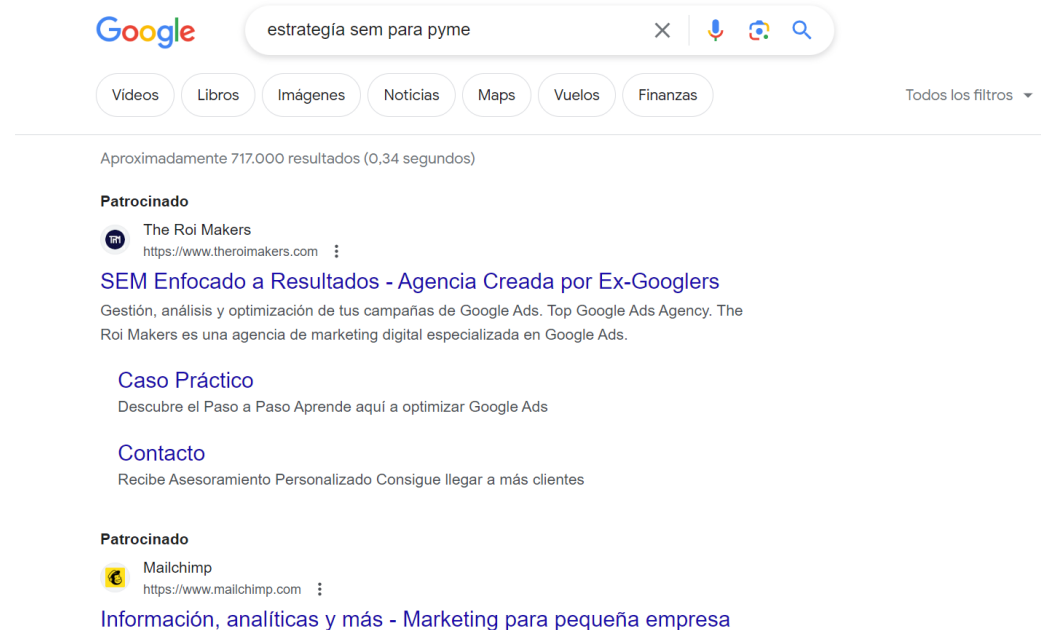 Google
estrategía sem para pyme
Videos Libros Imágenes Noticias Maps Vuelos Finanzas Todos los filtros
Aproximadamente 717.000 resultados (0,34 segundos)
Patrocinado
The Roi Makers
https://www.theroimakers.com
SEM Enfocado a Resultados - Agencia Creada por Ex-Googlers
Gestión, análisis y optimización de tus campañas de Google Ads. Top Google Ads Agency. The
Roi Makers es una agencia de marketing digital especializada en Google Ads.
Caso Práctico
Descubre el Paso a Paso Aprende aquí a optimizar Google Ads
Contacto
Recibe Asesoramiento Personalizado Consigue llegar a más clientes
Patrocinado
Mailchimp
https://www.mailchimp.com
Información, analíticas y más - Marketing para pequeña empresa